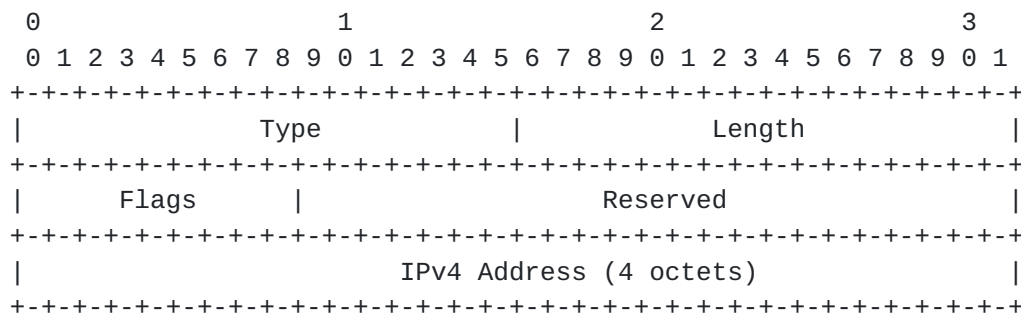 0                   1                   2                   3
 0 1 2 3 4 5 6 7 8 9 0 1 2 3 4 5 6 7 8 9 0 1 2 3 4 5 6 7 8 9 0 1
+-+-+-+-+-+-+-+-+-+-+-+-+-+-+-+-+-+-+-+-+-+-+-+-+-+-+-+-+-+-+-+-+
|               Type            |            Length             |
+-+-+-+-+-+-+-+-+-+-+-+-+-+-+-+-+-+-+-+-+-+-+-+-+-+-+-+-+-+-+-+-+
|      Flags      |                   Reserved                  |
+-+-+-+-+-+-+-+-+-+-+-+-+-+-+-+-+-+-+-+-+-+-+-+-+-+-+-+-+-+-+-+-+
|                        IPv4 Address (4 octets)                |
+-+-+-+-+-+-+-+-+-+-+-+-+-+-+-+-+-+-+-+-+-+-+-+-+-+-+-+-+-+-+-+-+